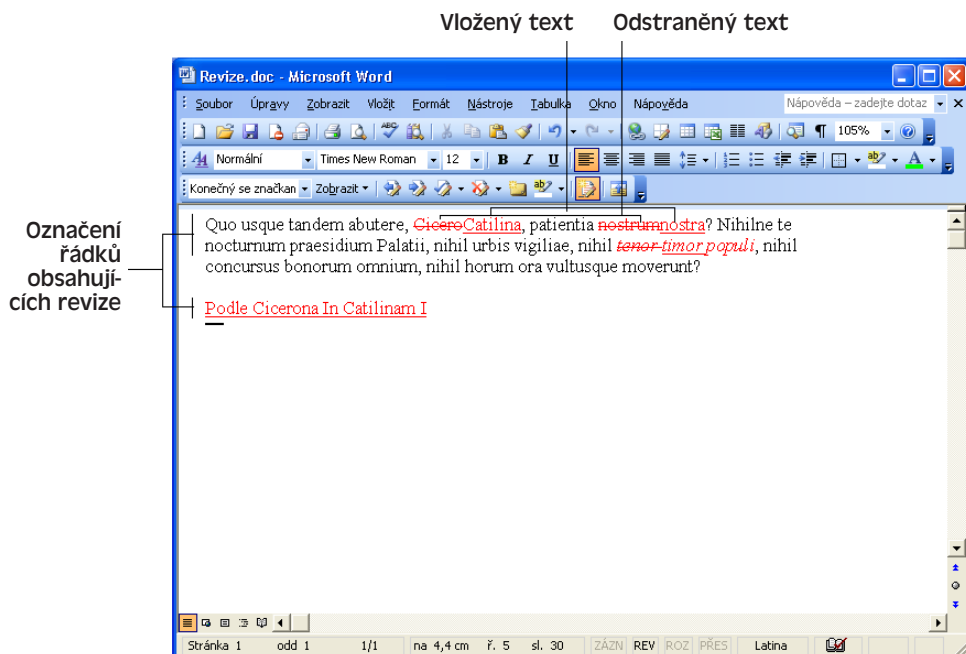 Vložený text Odstraněný text
Revize.doc - Microsoft Word
Soubor Úpravy Zobrazit Vložit Formát Nástroje Tabulka Okno Nápověda Nápověda – zadejte dotaz
105%
Normální Times New Roman 12 B I U
Konečný se značkan Zobrazit
Označení
řádků
obsahují-
cích revize
Quo usque tandem abutere, CiceroCatilina, patientia nostrumnostra? Nihilne te
nocturnum praesidium Palatii, nihil urbis vigiliae, nihil tenor timor populi, nihil
concursus bonorum omnium, nihil horum ora vultusque moverunt?
Podle Cicerona In Catilinam I
Stránka 1 odd 1 1/1 na 4,4 cm ř. 5 sl. 30 ZÁZN REV ROZ PŘES Latina